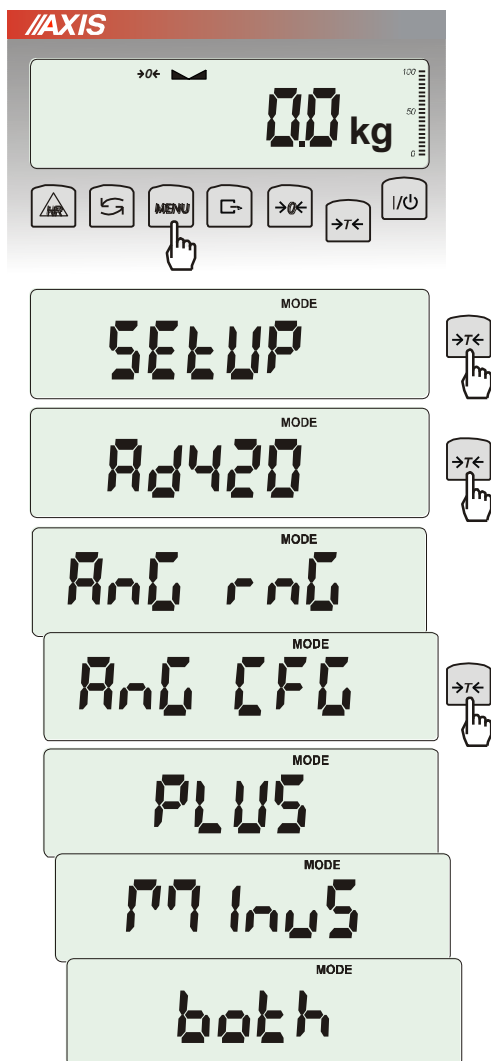 //AXIS
→0←
100
50
0
0.0 kg
HR
MENU
→0←
→T←
I/⏻
MODE
SEtUP
→T←
MODE
Ad420
→T←
MODE
AnG rnG
MODE
AnG CFG
→T←
MODE
PLUS
MODE
MInuS
MODE
both